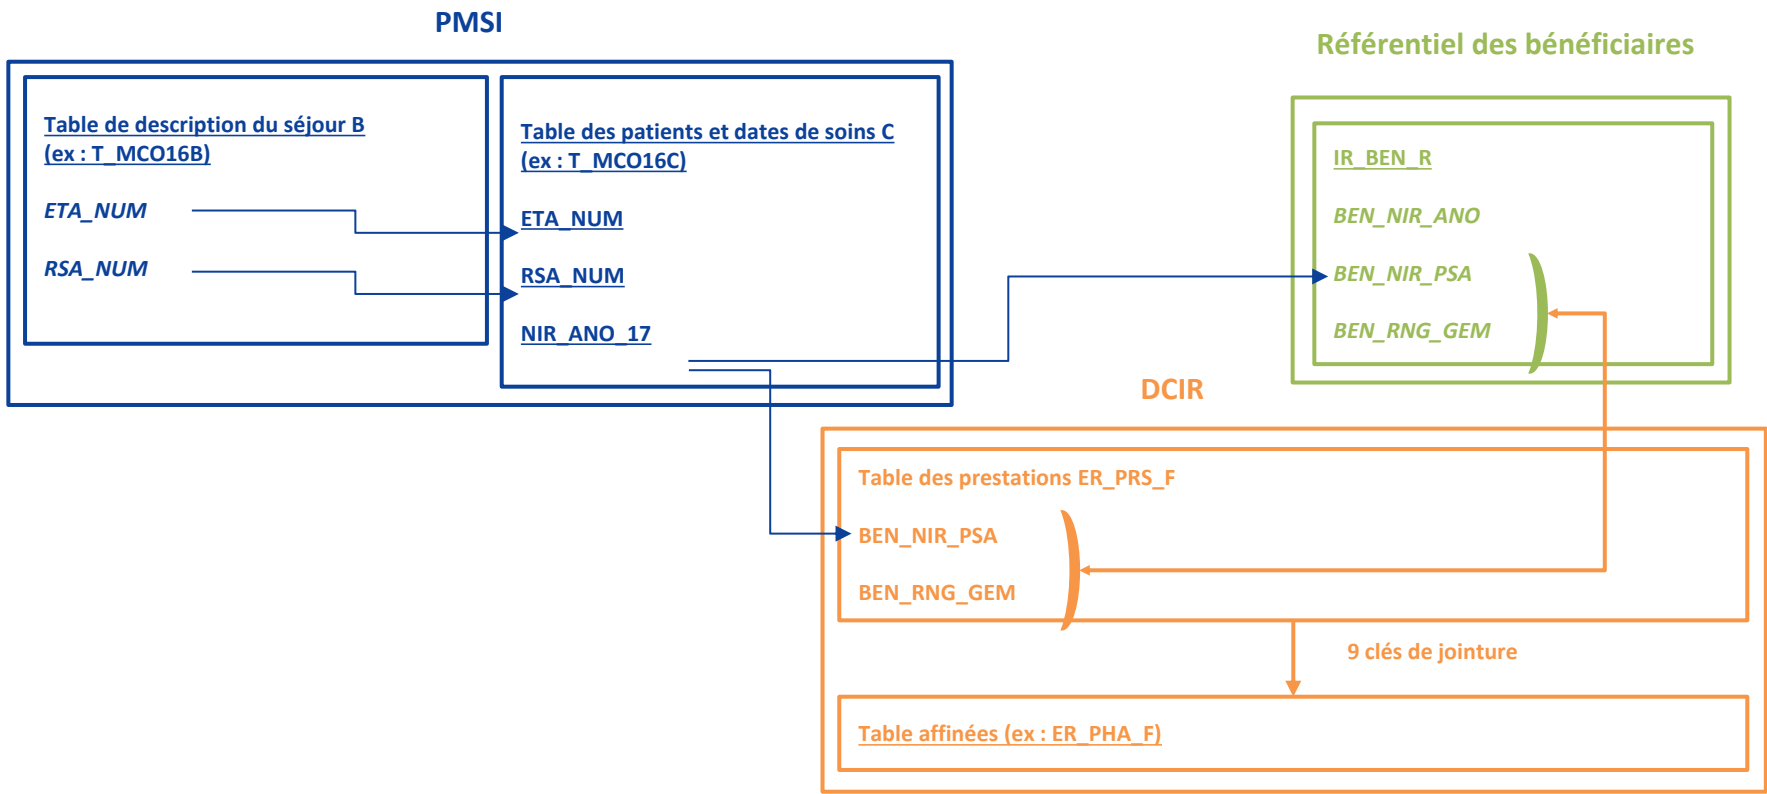 PMSI
Table de description du séjour B
(ex : T_MCO16B)
ETA_NUM
RSA_NUM
Table des patients et dates de soins C
(ex : T_MCO16C)
ETA_NUM
RSA_NUM
NIR_ANO_17
Référentiel des bénéficiaires
IR_BEN_R
BEN_NIR_ANO
BEN_NIR_PSA
BEN_RNG_GEM
DCIR
Table des prestations ER_PRS_F
BEN_NIR_PSA
BEN_RNG_GEM
9 clés de jointure
Table affinées (ex : ER_PHA_F)